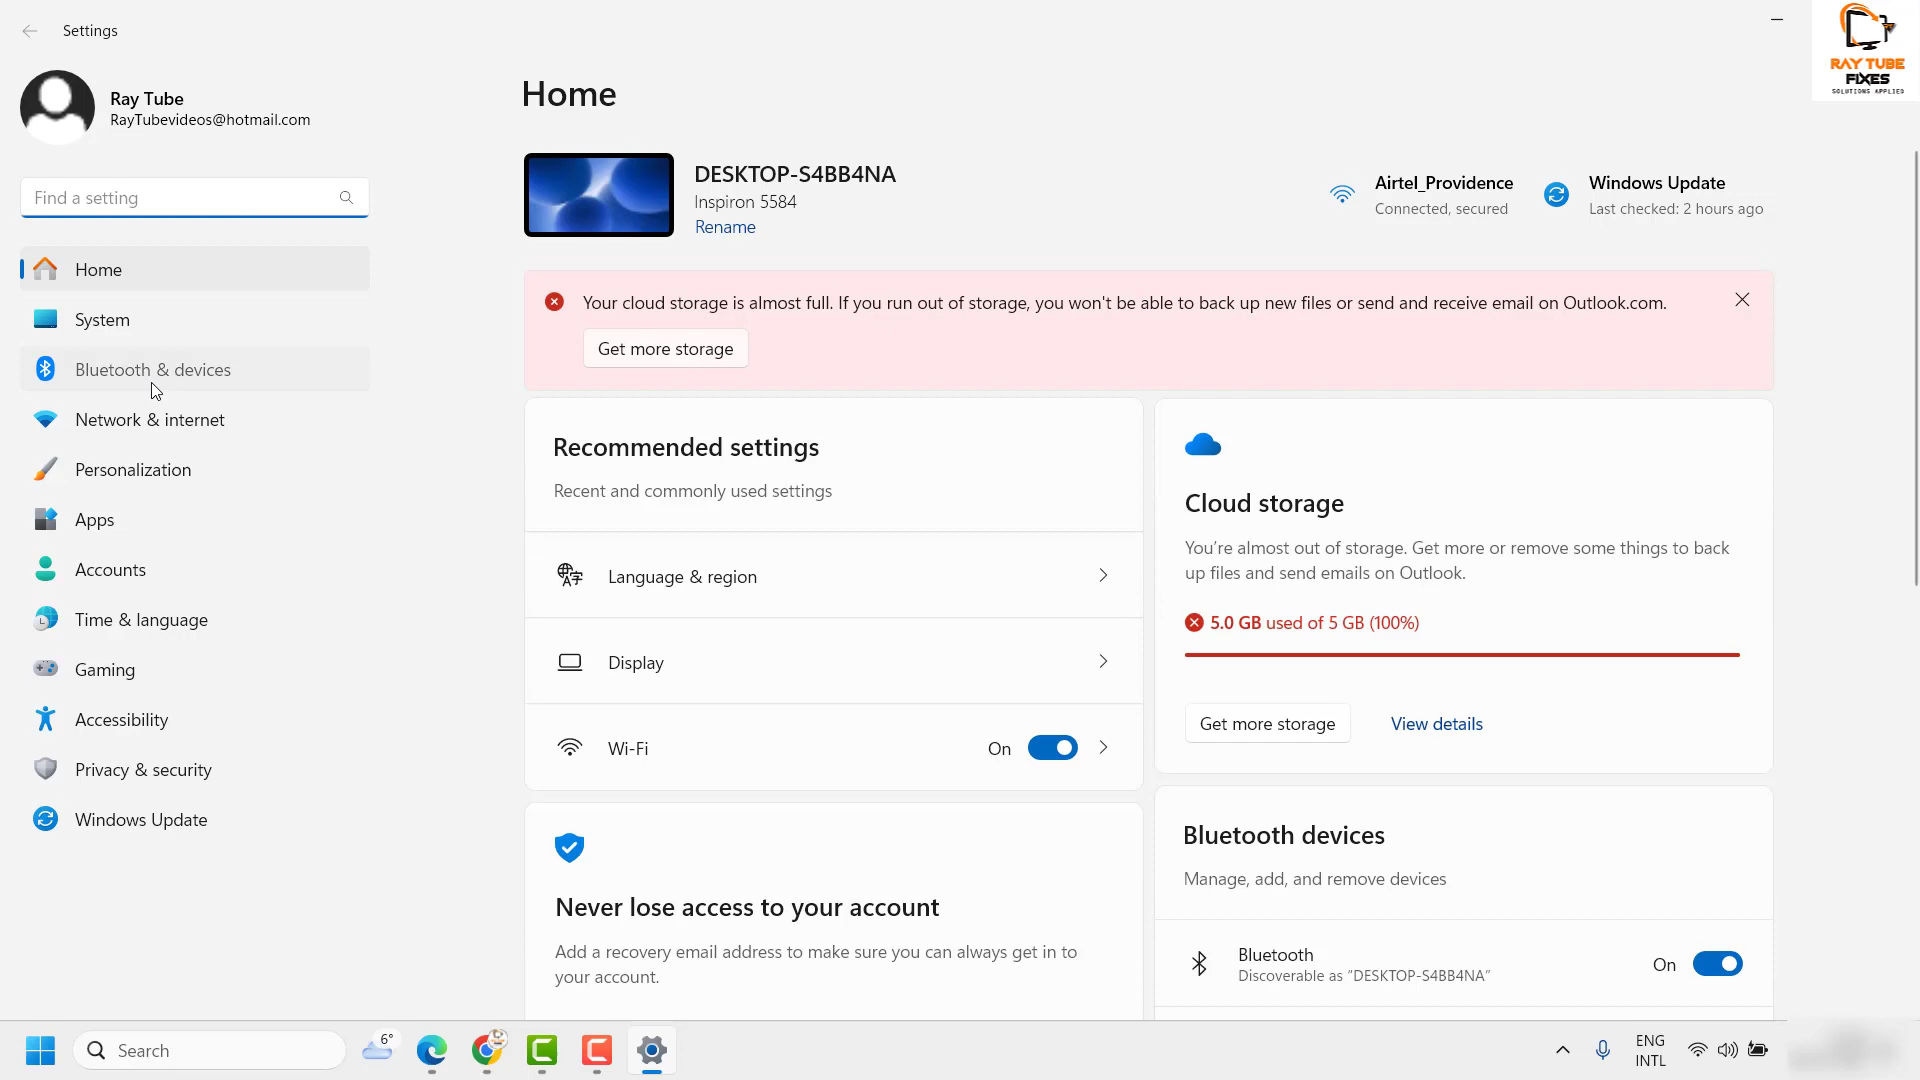 Settings
RAY TUBE
FIXES
SOLUTIONS APPLIED
Ray Tube
RayTubevideos@hotmail.com
Find a setting
Home
System
Bluetooth & devices
Network & internet
Personalization
Apps
Accounts
Time & language
Gaming
Accessibility
Privacy & security
Windows Update
Home
DESKTOP-S4BB4NA
Inspiron 5584
Rename
Airtel_Providence
Connected, secured
Windows Update
Last checked: 2 hours ago
Your cloud storage is almost full. If you run out of storage, you won't be able to back up new files or send and receive email on Outlook.com.
Get more storage
Recommended settings
Recent and commonly used settings
Language & region
Display
Wi-Fi
On
Never lose access to your account
Add a recovery email address to make sure you can always get in to
your account.
Cloud storage
You're almost out of storage. Get more or remove some things to back
up files and send emails on Outlook.
5.0 GB used of 5 GB (100%)
Get more storage
View details
Bluetooth devices
Manage, add, and remove devices
Bluetooth
Discoverable as "DESKTOP-S4BB4NA"
On
Search
6°
ENG
INTL